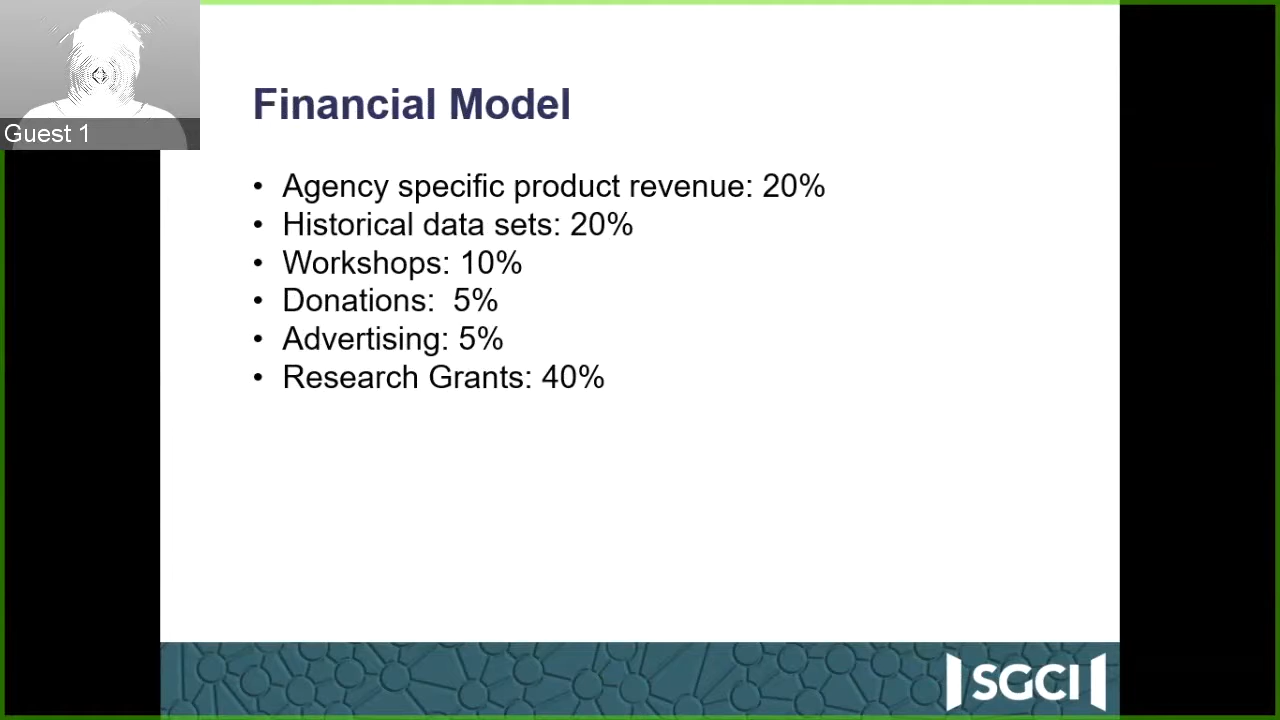 Guest 1
Financial Model
• Agency specific product revenue: 20%
• Historical data sets: 20%
• Workshops: 10%
• Donations:  5%
• Advertising: 5%
• Research Grants: 40%
SGCI